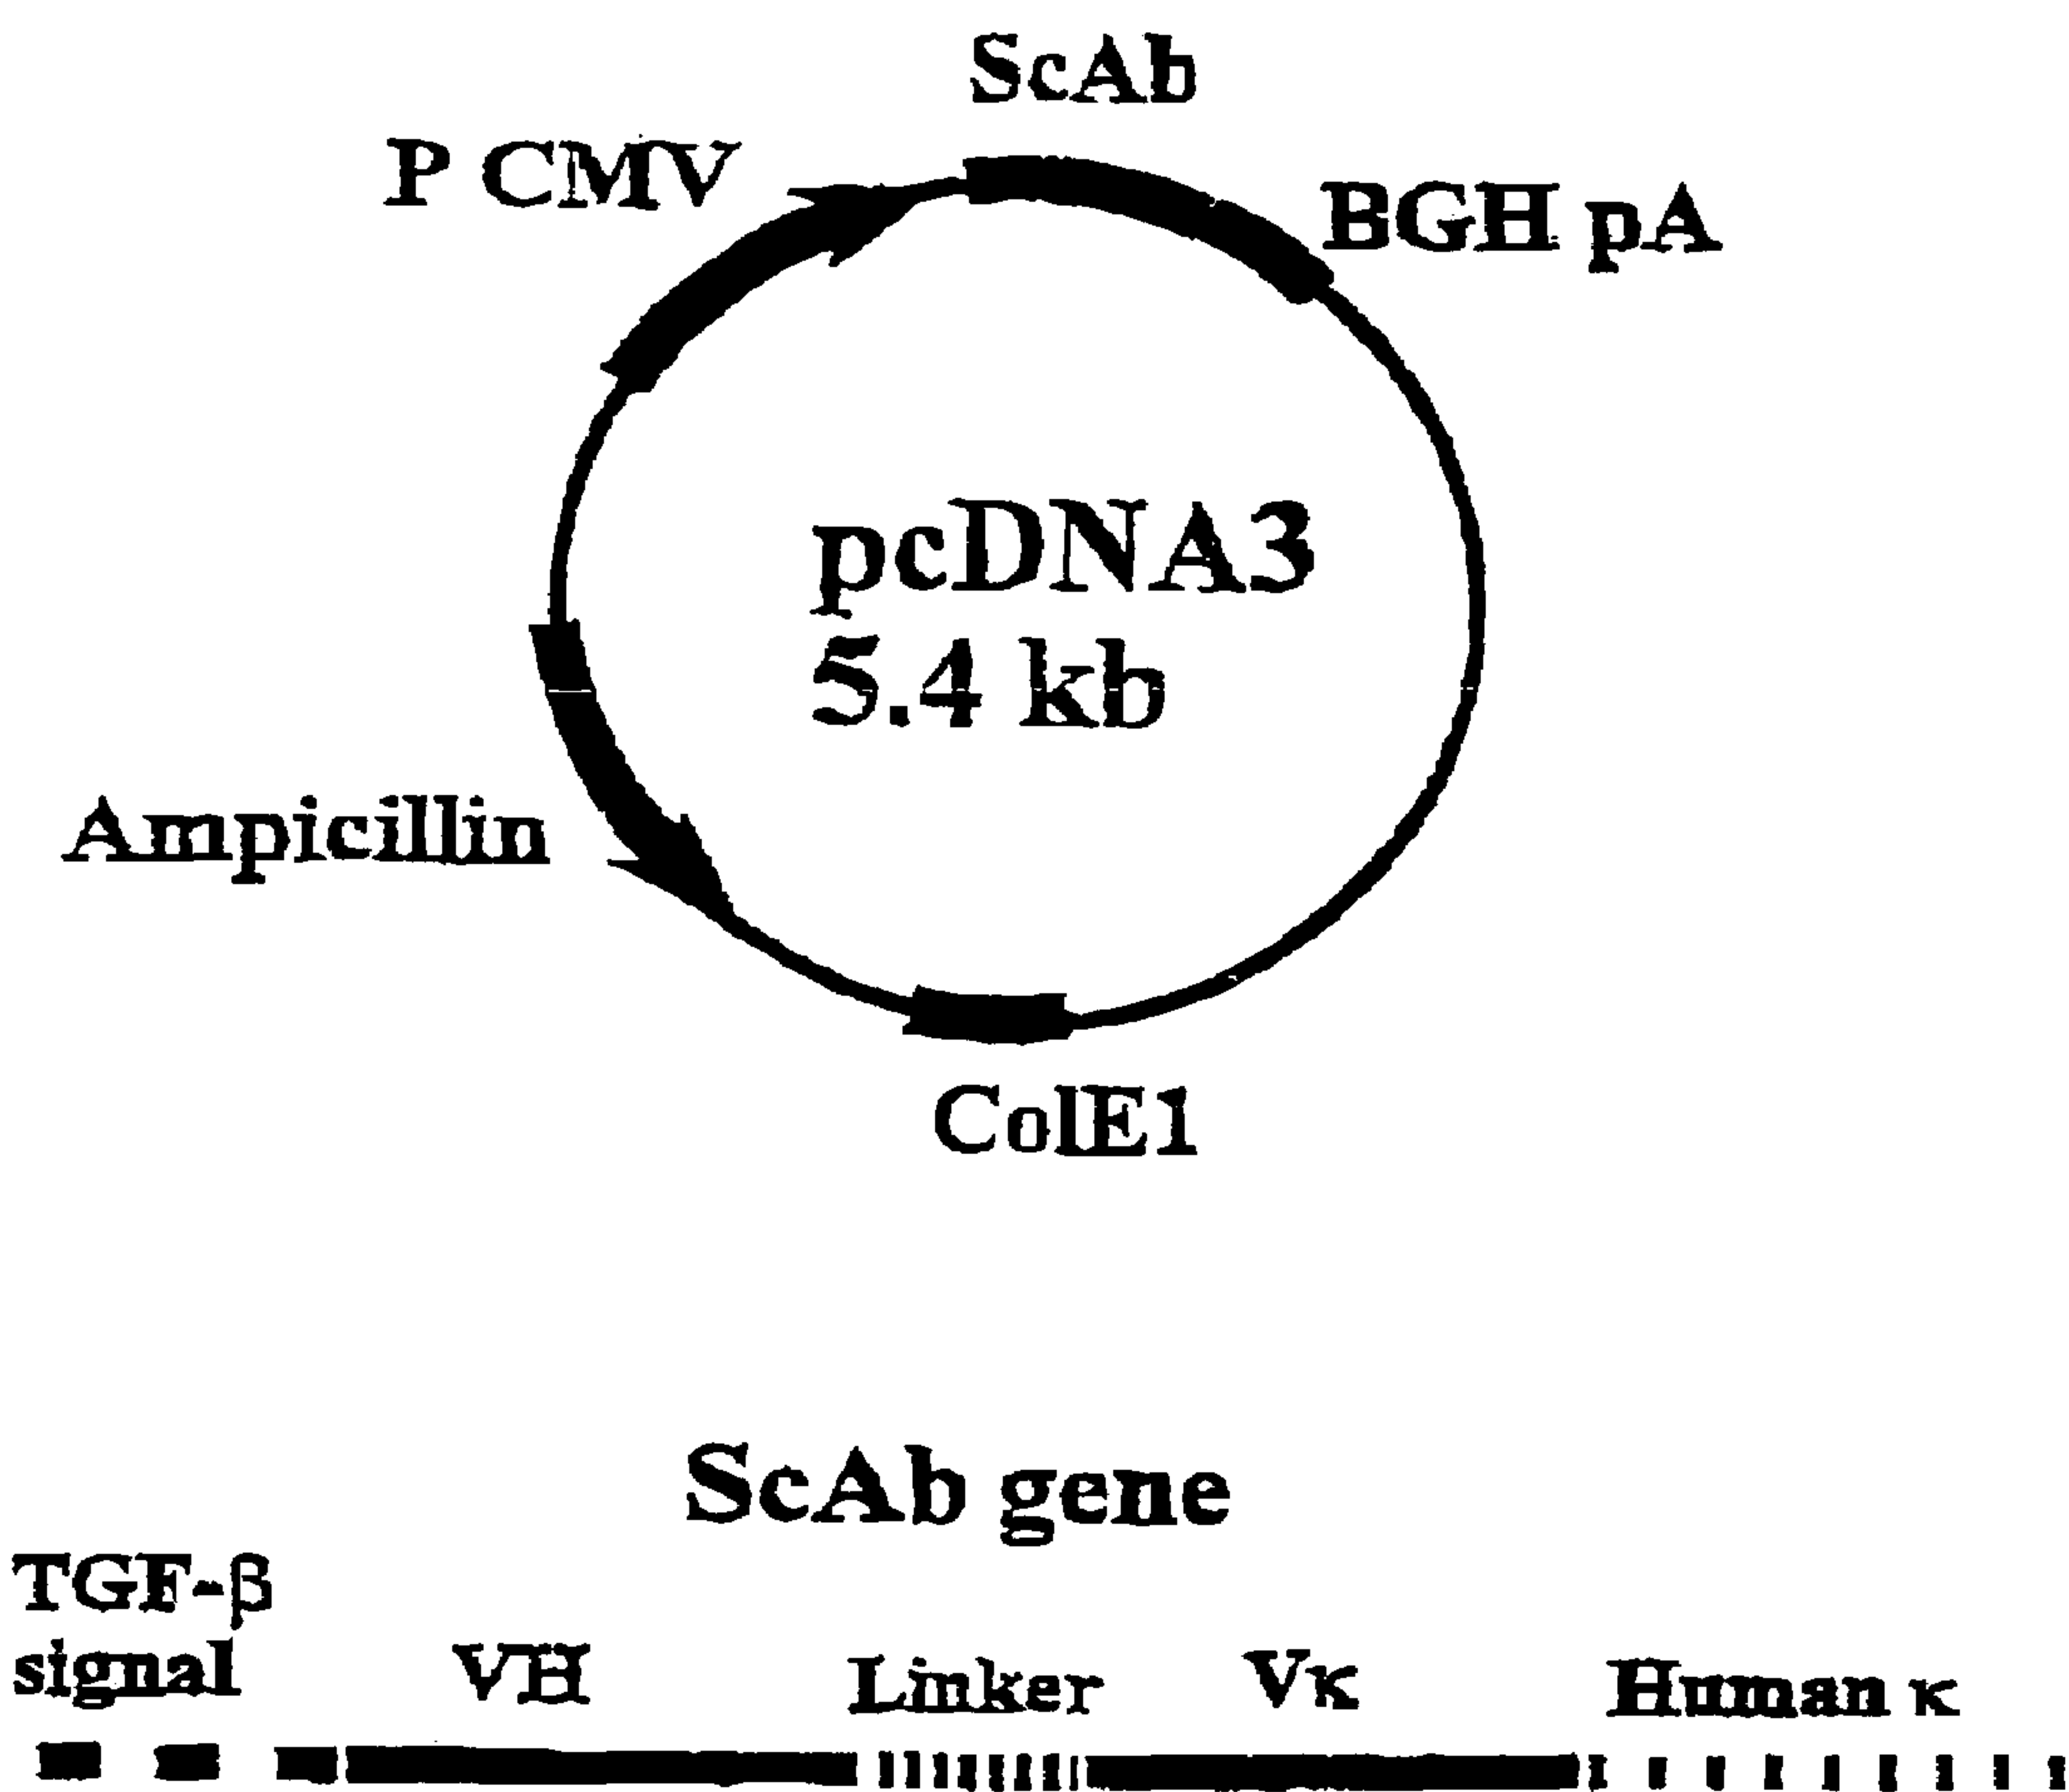 ScAb
P CMV
BGH pA
pcDNA3
5.4 kb
Ampicillin
ColE1
ScAb gene
TGF-β
signal
VH
Linker
Vκ
Human κ